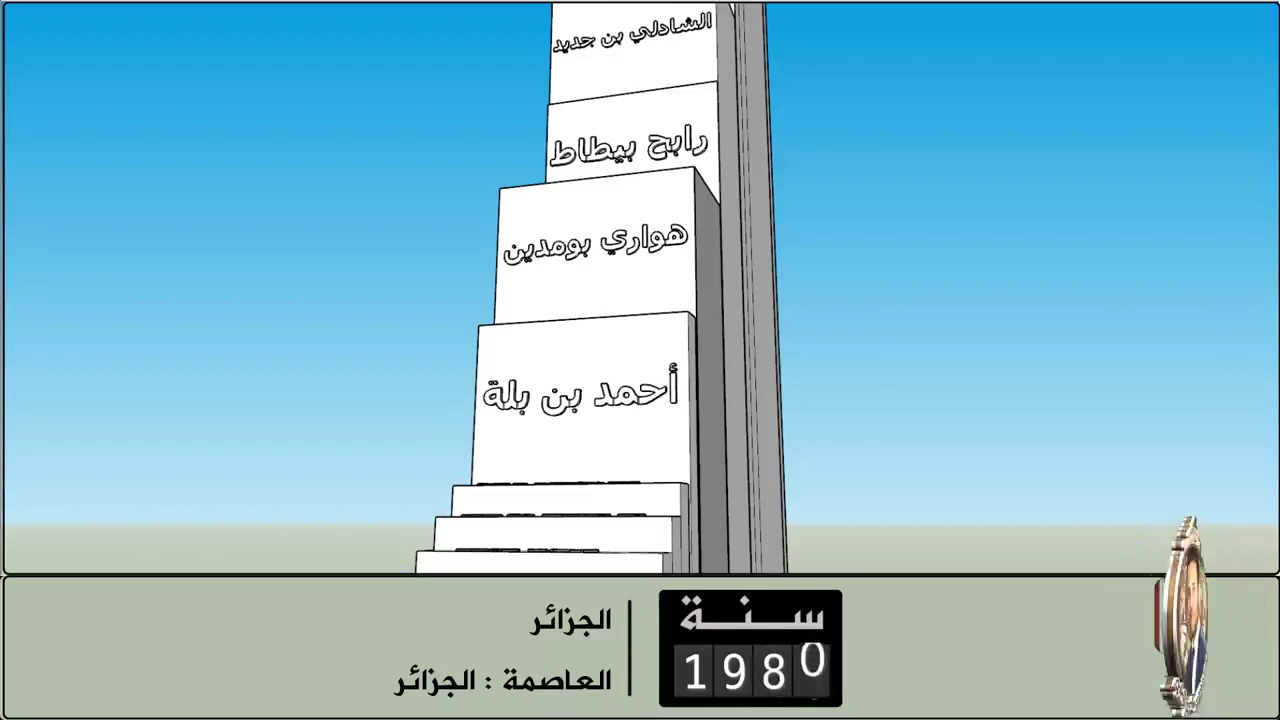 الشادلي بن جديد
رابح بيطاط
هواري بومدين
أحمد بن بلة
الجزائر
العاصمة : الجزائر
سنة
1980